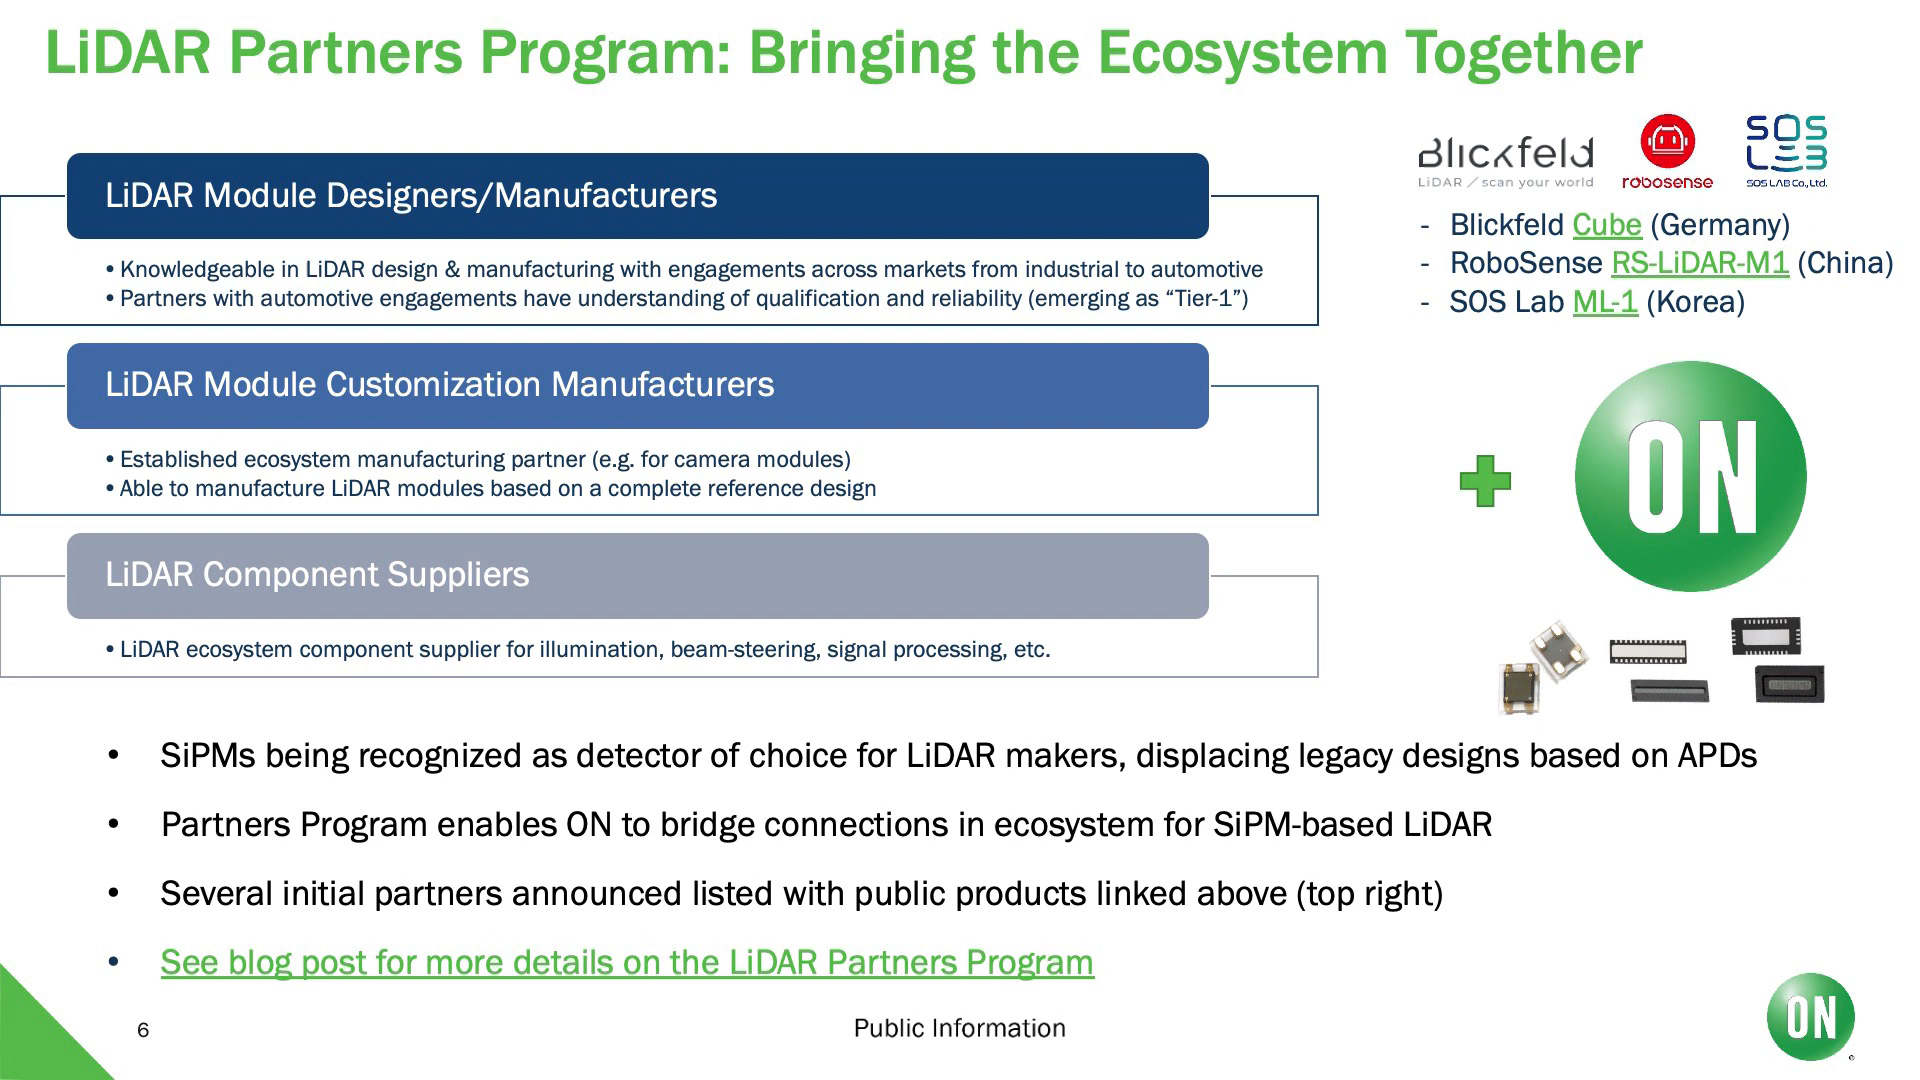 LiDAR Partners Program: Bringing the Ecosystem Together
LiDAR Module Designers/Manufacturers
• Knowledgeable in LiDAR design & manufacturing with engagements across markets from industrial to automotive
• Partners with automotive engagements have understanding of qualification and reliability (emerging as “Tier-1”)
LiDAR Module Customization Manufacturers
• Established ecosystem manufacturing partner (e.g. for camera modules)
• Able to manufacture LiDAR modules based on a complete reference design
LiDAR Component Suppliers
• LiDAR ecosystem component supplier for illumination, beam-steering, signal processing, etc.
Blickfeld
LiDAR / scan your world
robosense
SOS
LAB
SOS LAB Co., Ltd.
- Blickfeld Cube (Germany)
- RoboSense RS-LiDAR-M1 (China)
- SOS Lab ML-1 (Korea)
ON
• SiPMs being recognized as detector of choice for LiDAR makers, displacing legacy designs based on APDs
• Partners Program enables ON to bridge connections in ecosystem for SiPM-based LiDAR
• Several initial partners announced listed with public products linked above (top right)
• See blog post for more details on the LiDAR Partners Program
6
Public Information
ON
®